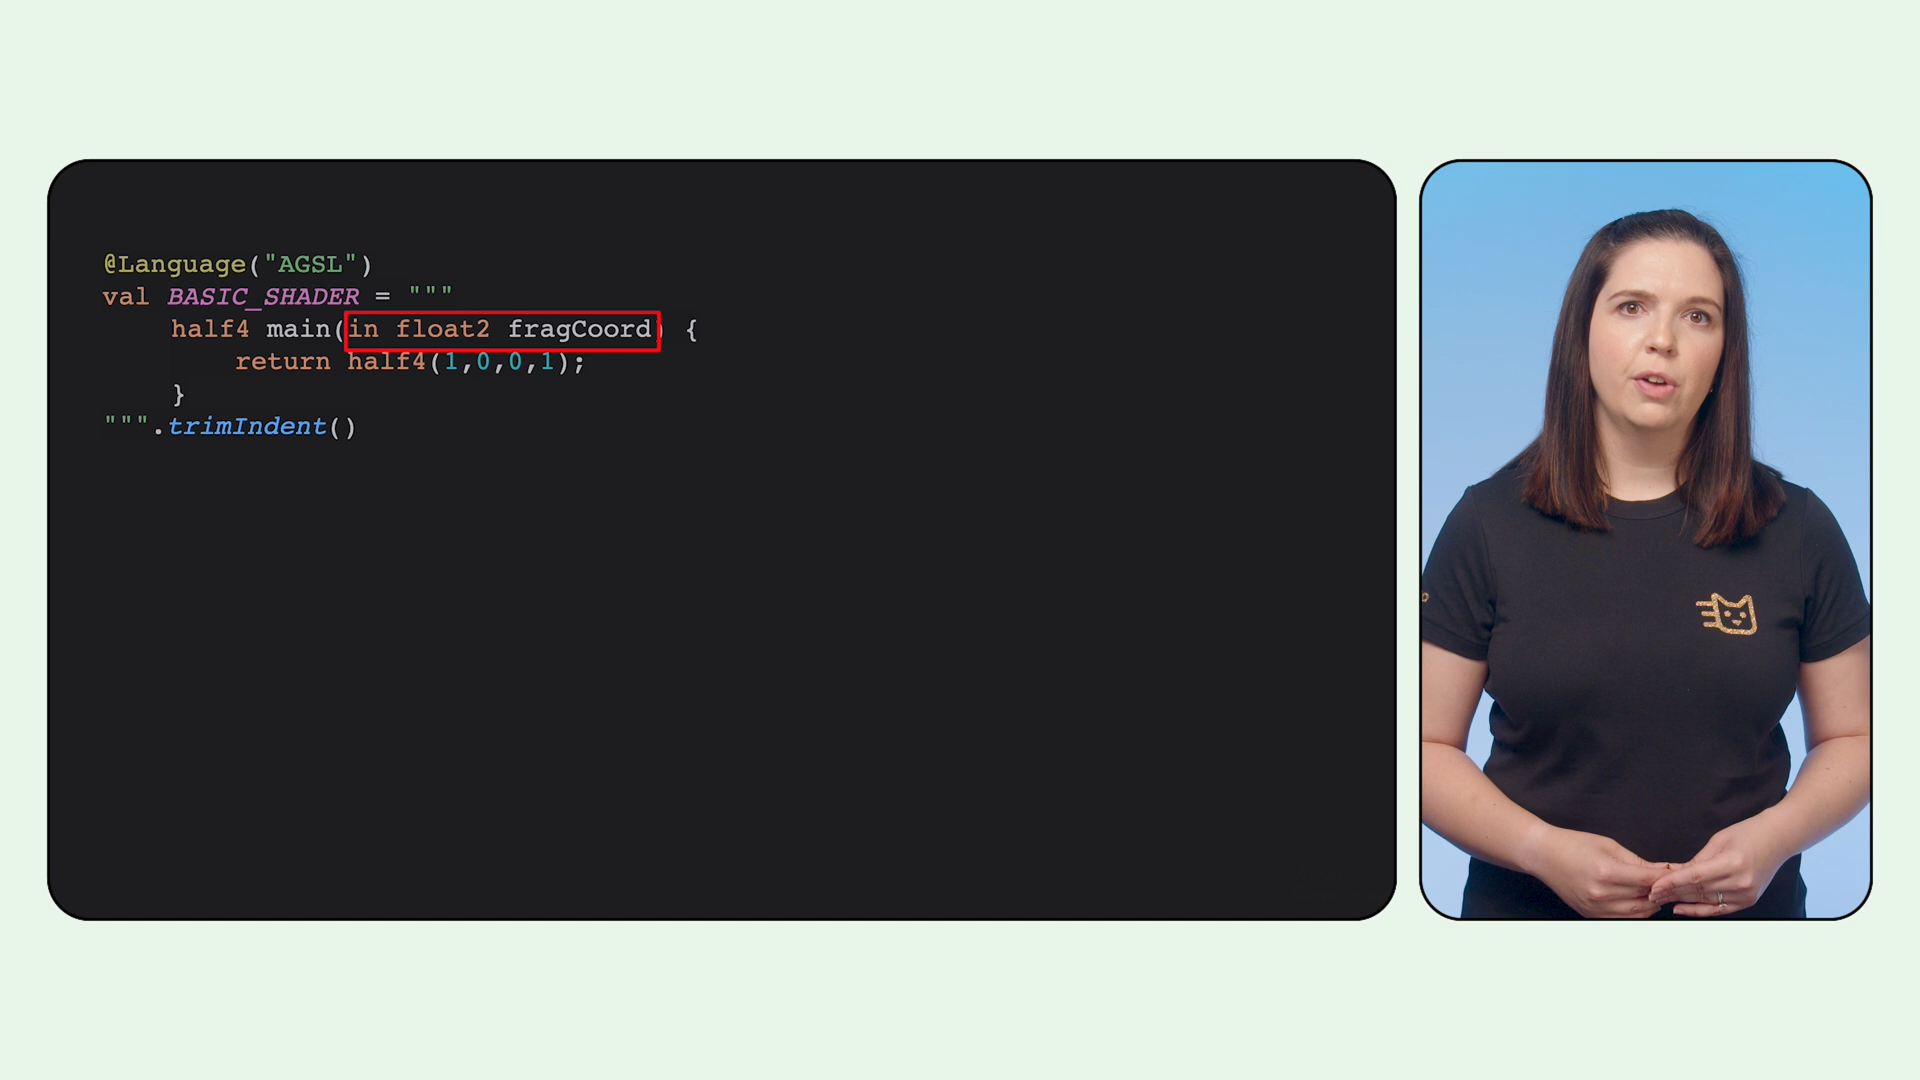 @Language("AGSL")
val BASIC_SHADER = """
half4 main(in float2 fragCoord) {
return half4(1,0,0,1);
}
""".trimIndent()